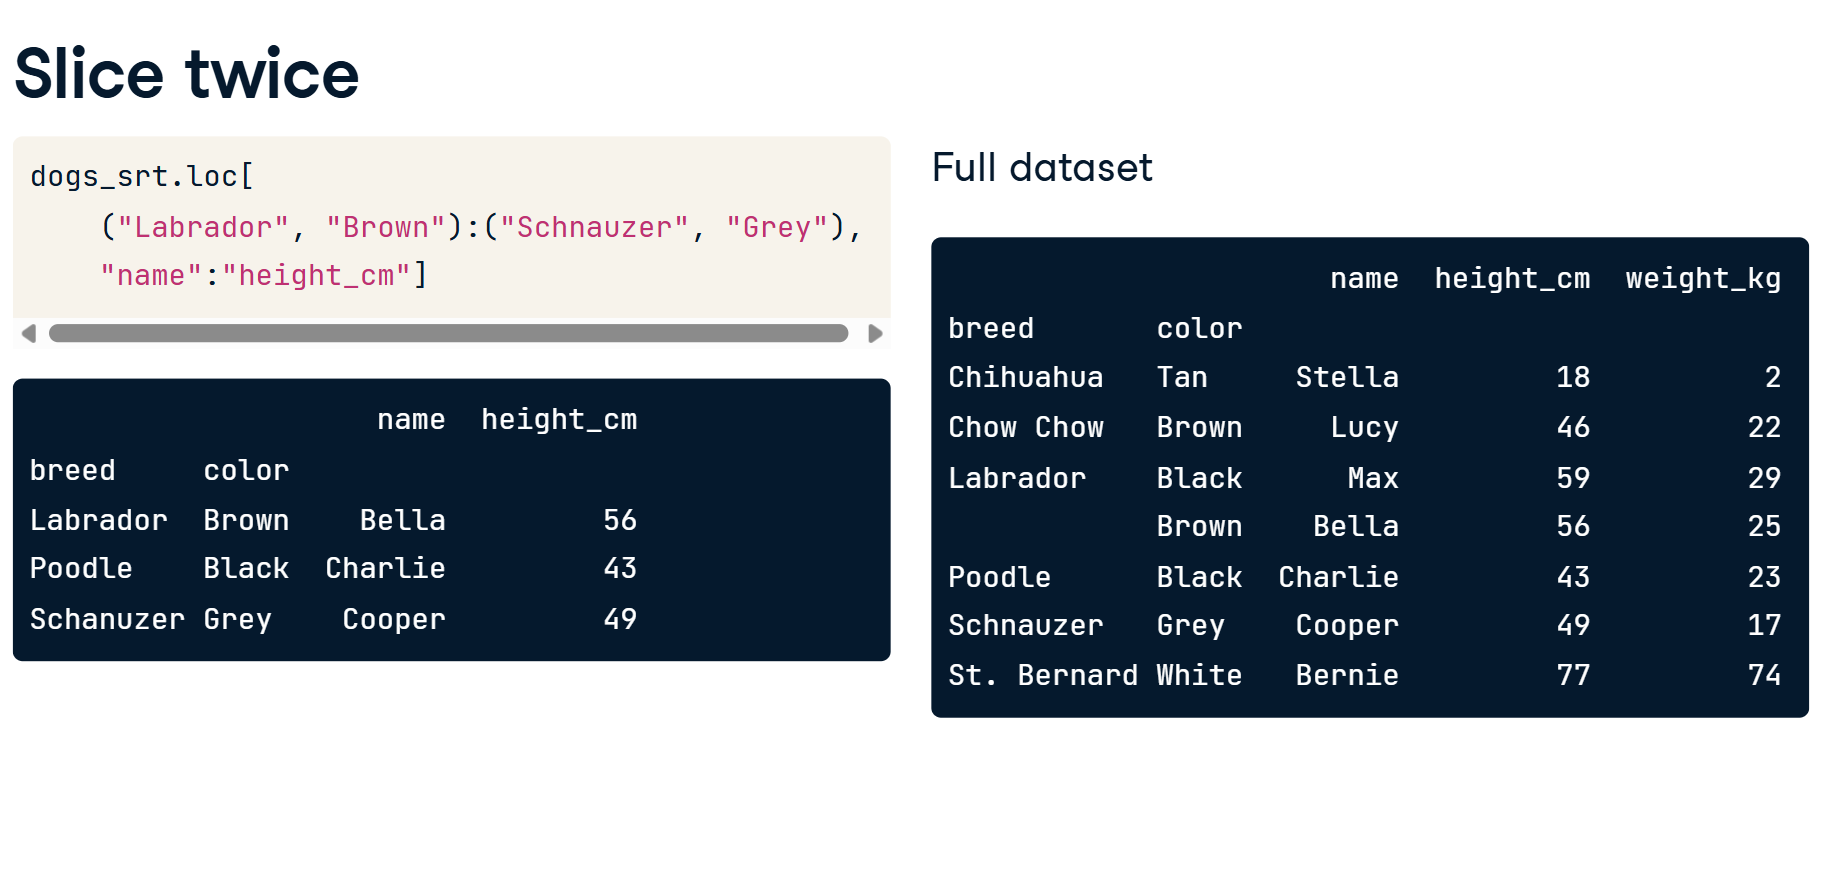 Slice twice
dogs_srt.loc[
    ("Labrador", "Brown"):("Schnauzer", "Grey"),
    "name":"height_cm"]
                    name  height_cm
breed     color
Labrador  Brown    Bella         56
Poodle    Black  Charlie         43
Schanuzer Grey    Cooper         49
Full dataset
                      name  height_cm  weight_kg
breed       color
Chihuahua   Tan     Stella         18          2
Chow Chow   Brown     Lucy         46         22
Labrador    Black      Max         59         29
            Brown    Bella         56         25
Poodle      Black  Charlie         43         23
Schnauzer   Grey    Cooper         49         17
St. Bernard White   Bernie         77         74